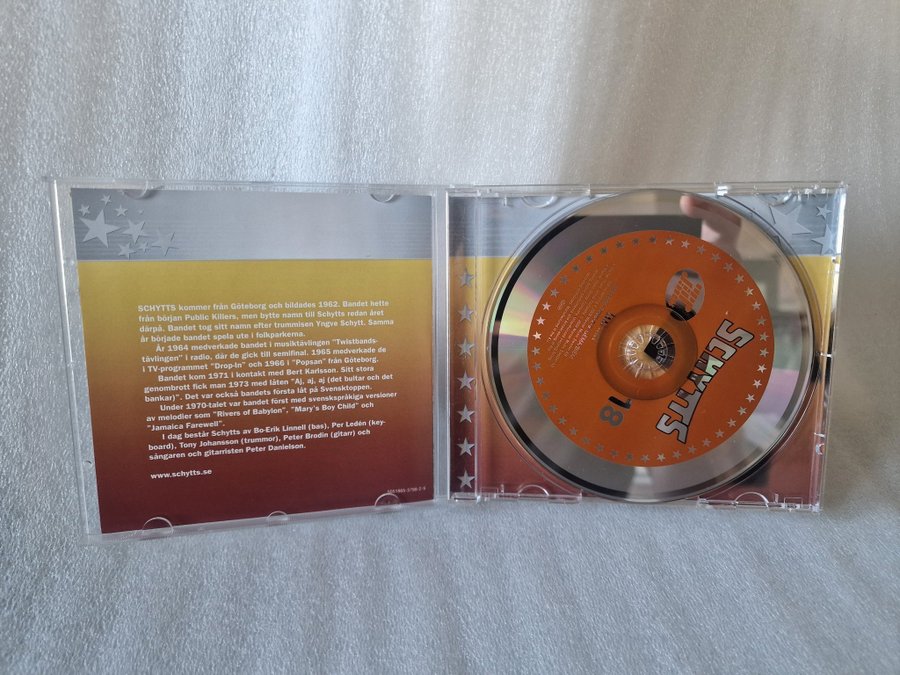 SCHYTTS kommer från Göteborg och bildades 1962. Bandet hette
från början Public Killers, men bytte namn till Schytts redan året
därpå. Bandet tog sitt namn efter trummisen Yngve Schytt. Samma
år började bandet spela ute i folkparkerna.
År 1964 medverkade bandet i musiktävlingen "Twistbands-
tävlingen" i radio, där de gick till semifinal. 1965 medverkade de
i TV-programmet "Drop-In" och 1966 i "Popsan" från Göteborg.
Bandet kom 1971 i kontakt med Bert Karlsson. Sitt stora
genombrott fick man 1973 med låten "Aj, aj, aj (det bultar och det
bankar)". Det var också bandets första låt på Svensktoppen.
Under 1970-talet var bandet först med svenskspråkiga versioner
av melodier som "Rivers of Babylon", "Mary's Boy Child" och
"Jamaica Farewell".
I dag består Schytts av Bo-Erik Linnell (bas), Per Ledén (key-
board), Tony Johansson (trummor), Peter Brodin (gitarr) och
sångaren och gitarristen Peter Danielson.
www.schytts.se
SCHYTTS
18